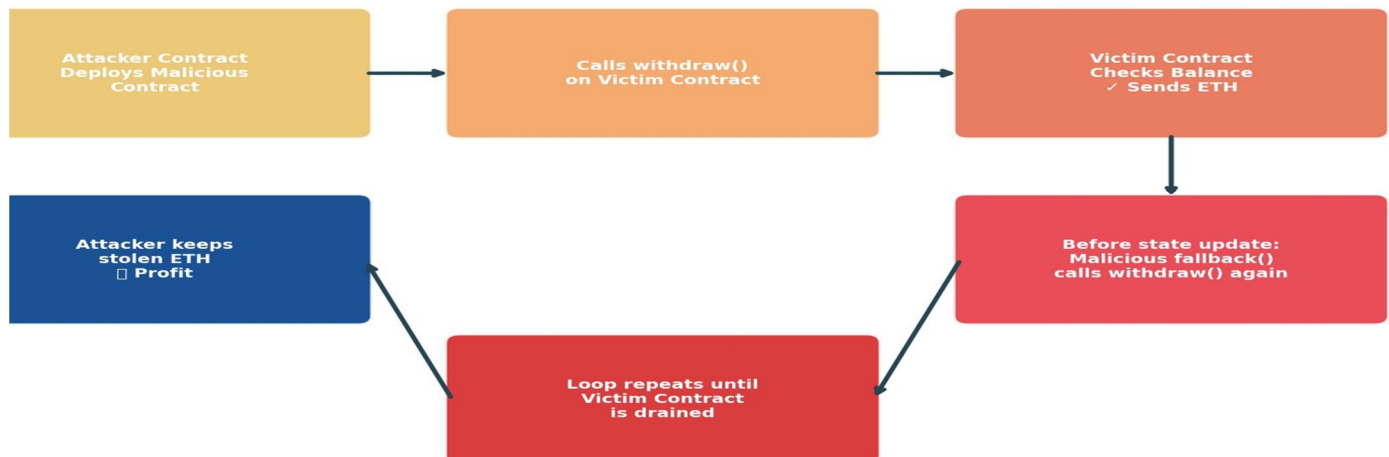 Attacker Contract
Deploys Malicious
Contract
Calls withdraw()
on Victim Contract
Victim Contract
Checks Balance
✓ Sends ETH
Before state update:
Malicious fallback()
calls withdraw() again
Loop repeats until
Victim Contract
is drained
Attacker keeps
stolen ETH
▯ Profit